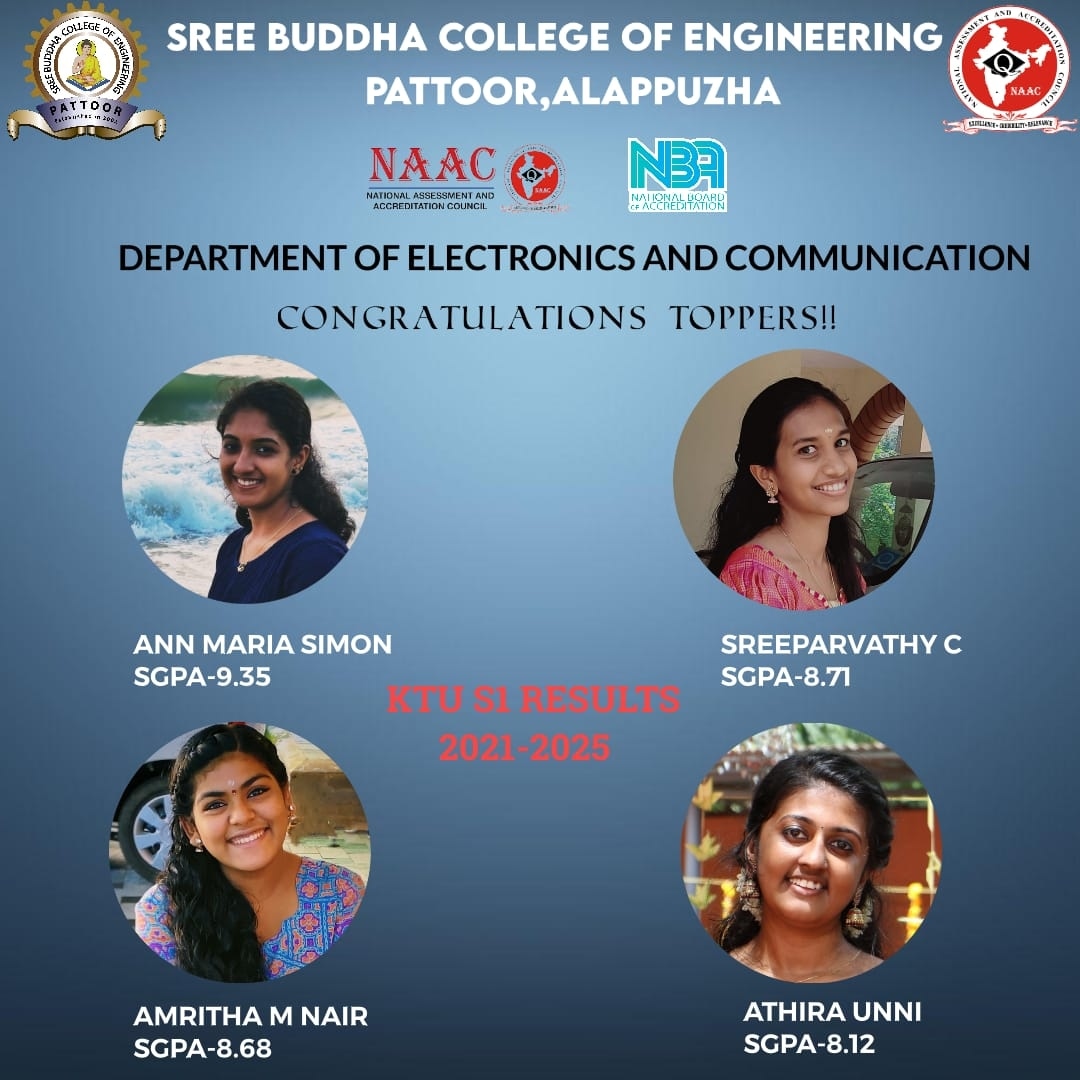 SREE BUDDHA COLLEGE OF ENGINEERING
PATTOOR,ALAPPUZHA
SREE BUDDHA COLLEGE OF ENGINEERING
PATTOOR
Established in 2002
NATIONAL ASSESSMENT AND ACCREDITATION COUNCIL
NAAC
EXCELLENCE • CREDIBILITY • RELEVANCE
NAAC
NATIONAL ASSESSMENT AND
ACCREDITATION COUNCIL
NAAC
NBA
NATIONAL BOARD
OF ACCREDITATION
DEPARTMENT OF ELECTRONICS AND COMMUNICATION
CONGRATULATIONS TOPPERS!!
ANN MARIA SIMON
SGPA-9.35
SREEPARVATHY C
SGPA-8.71
KTU S1 RESULTS
2021-2025
AMRITHA M NAIR
SGPA-8.68
ATHIRA UNNI
SGPA-8.12